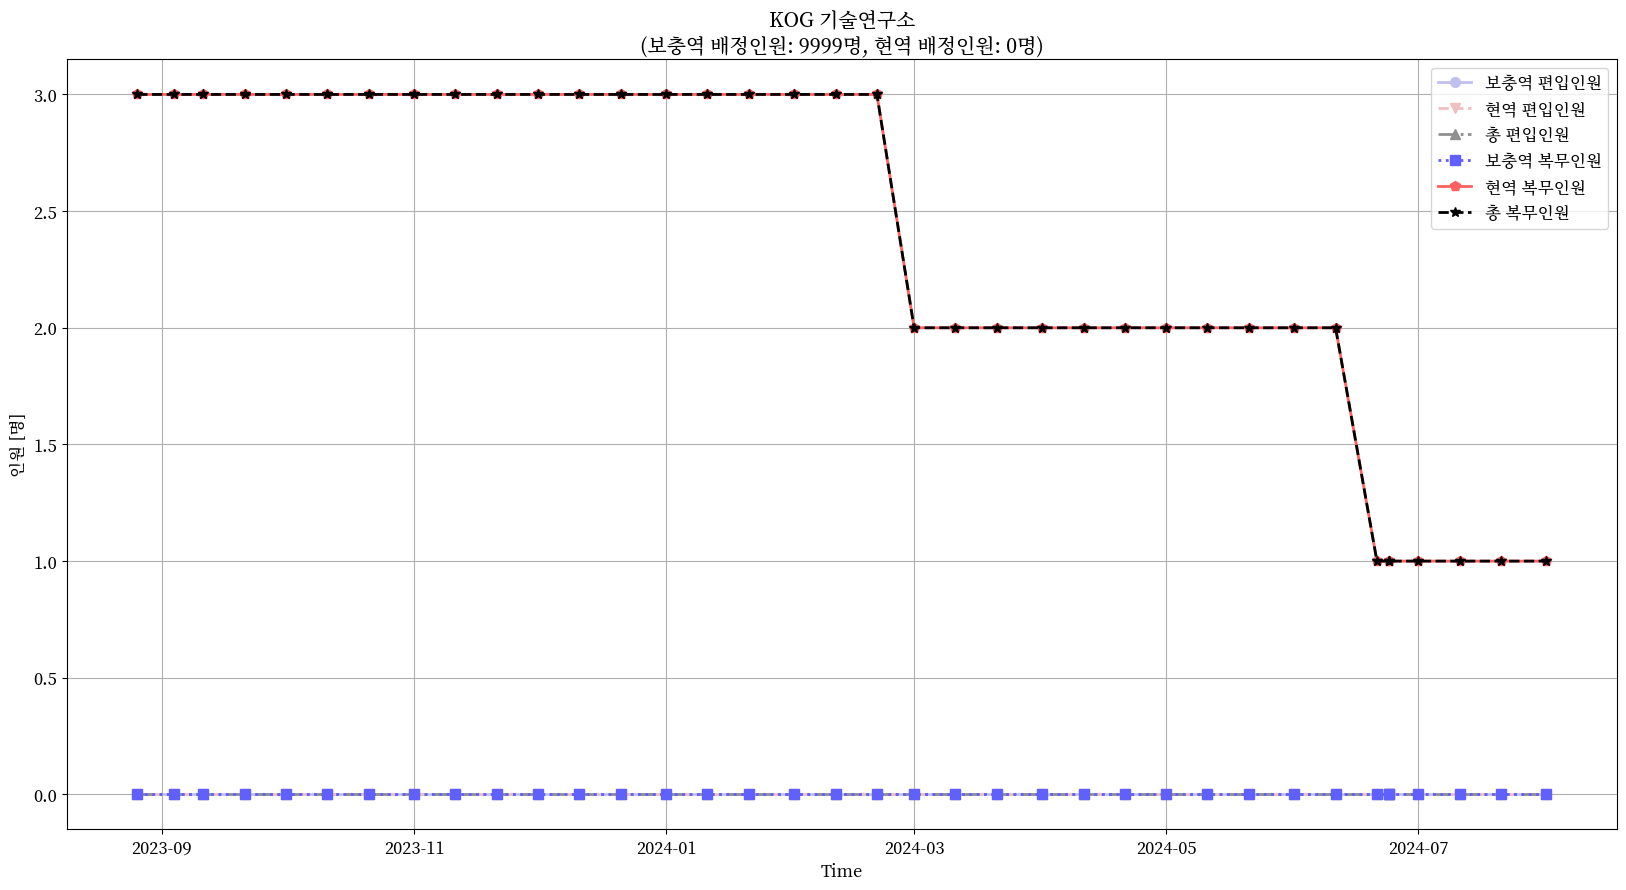 KOG 기술연구소
(보충역 배정인원: 9999명, 현역 배정인원: 0명)
보충역 편입인원
현역 편입인원
총 편입인원
보충역 복무인원
현역 복무인원
총 복무인원
인원 [명]
3.0
2.5
2.0
1.5
1.0
0.5
0.0
2023-09
2023-11
2024-01
2024-03
2024-05
2024-07
Time